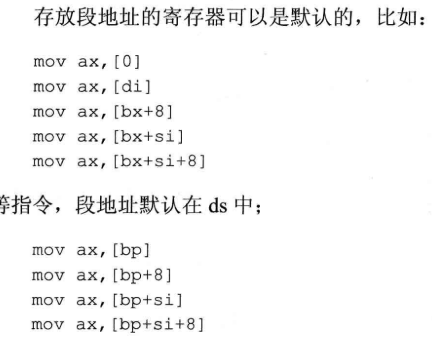 存放段地址的寄存器可以是默认的，比如：
mov ax,[0]
mov ax,[di]
mov ax,[bx+8]
mov ax,[bx+si]
mov ax,[bx+si+8]
等指令，段地址默认在 ds 中；
mov ax,[bp]
mov ax,[bp+8]
mov ax,[bp+si]
mov ax,[bp+si+8]